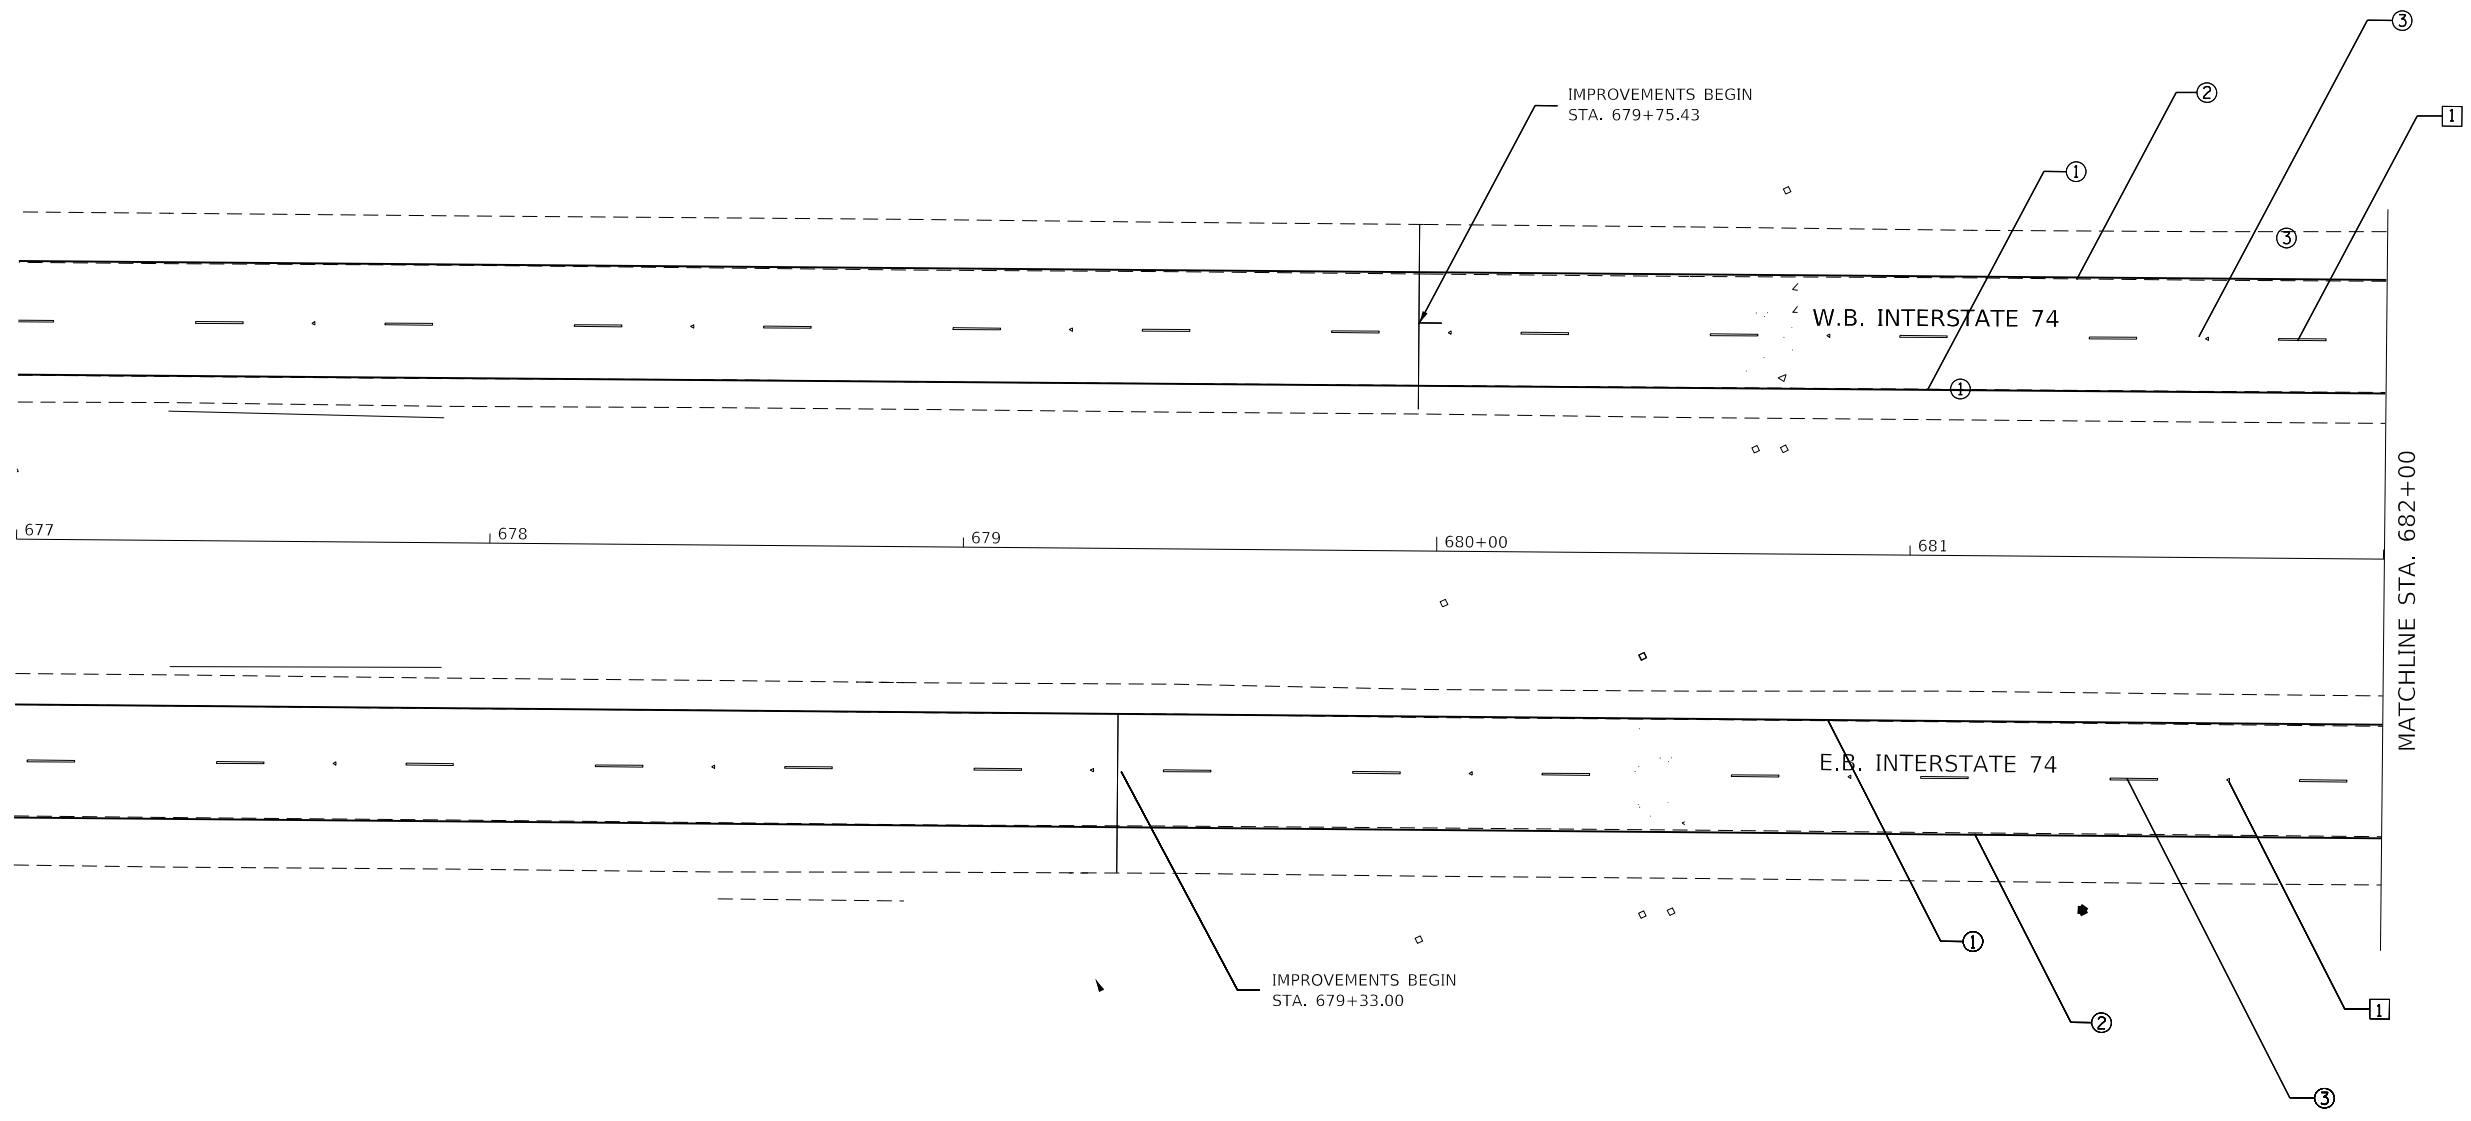 3
2
IMPROVEMENTS BEGIN
STA. 679+75.43
1
1
3
W.B. INTERSTATE 74
1
MATCHLINE STA. 682+00
677
678
679
680+00
681
E.B. INTERSTATE 74
1
IMPROVEMENTS BEGIN
STA. 679+33.00
1
2
3